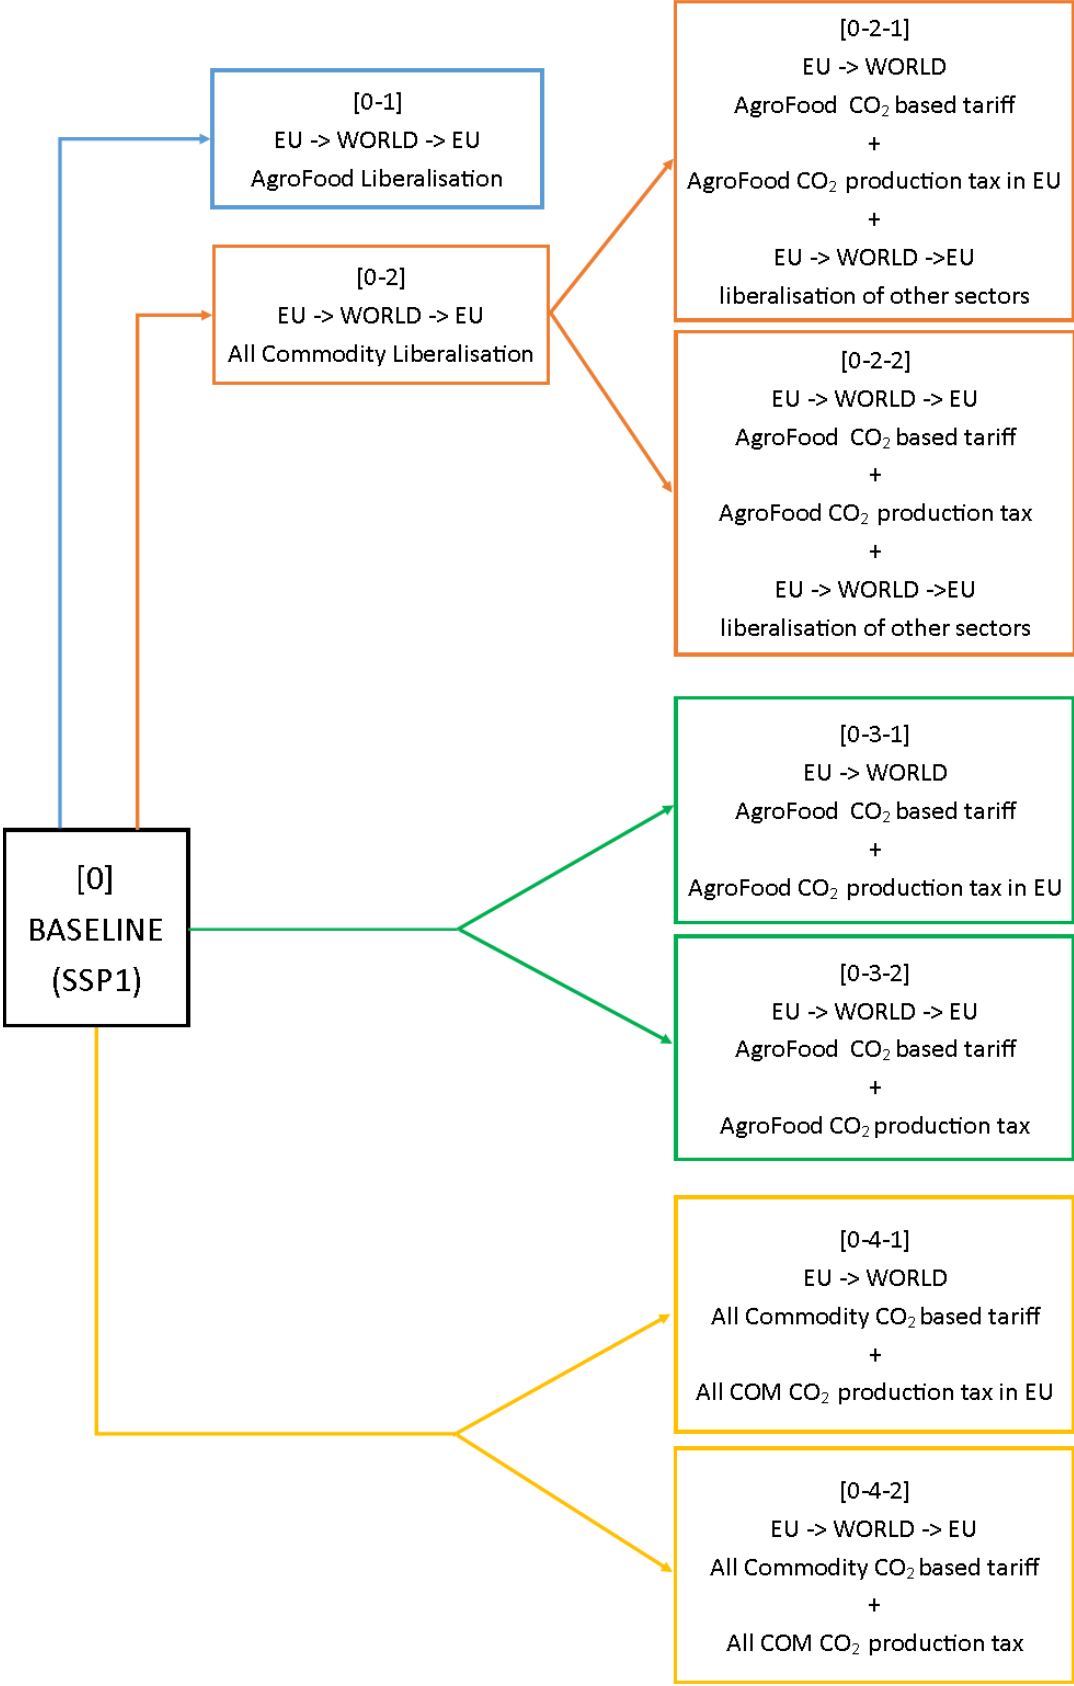 [0-1]
EU -> WORLD -> EU
AgroFood Liberalisation
[0-2]
EU -> WORLD -> EU
All Commodity Liberalisation
[0-2-1]
EU -> WORLD
AgroFood CO₂ based tariff
+
AgroFood CO₂ production tax in EU
+
EU -> WORLD ->EU
liberalisation of other sectors
[0-2-2]
EU -> WORLD -> EU
AgroFood CO₂ based tariff
+
AgroFood CO₂ production tax
+
EU -> WORLD ->EU
liberalisation of other sectors
[0]
BASELINE
(SSP1)
[0-3-1]
EU -> WORLD
AgroFood CO₂ based tariff
+
AgroFood CO₂ production tax in EU
[0-3-2]
EU -> WORLD -> EU
AgroFood CO₂ based tariff
+
AgroFood CO₂ production tax
[0-4-1]
EU -> WORLD
All Commodity CO₂ based tariff
+
All COM CO₂ production tax in EU
[0-4-2]
EU -> WORLD -> EU
All Commodity CO₂ based tariff
+
All COM CO₂ production tax